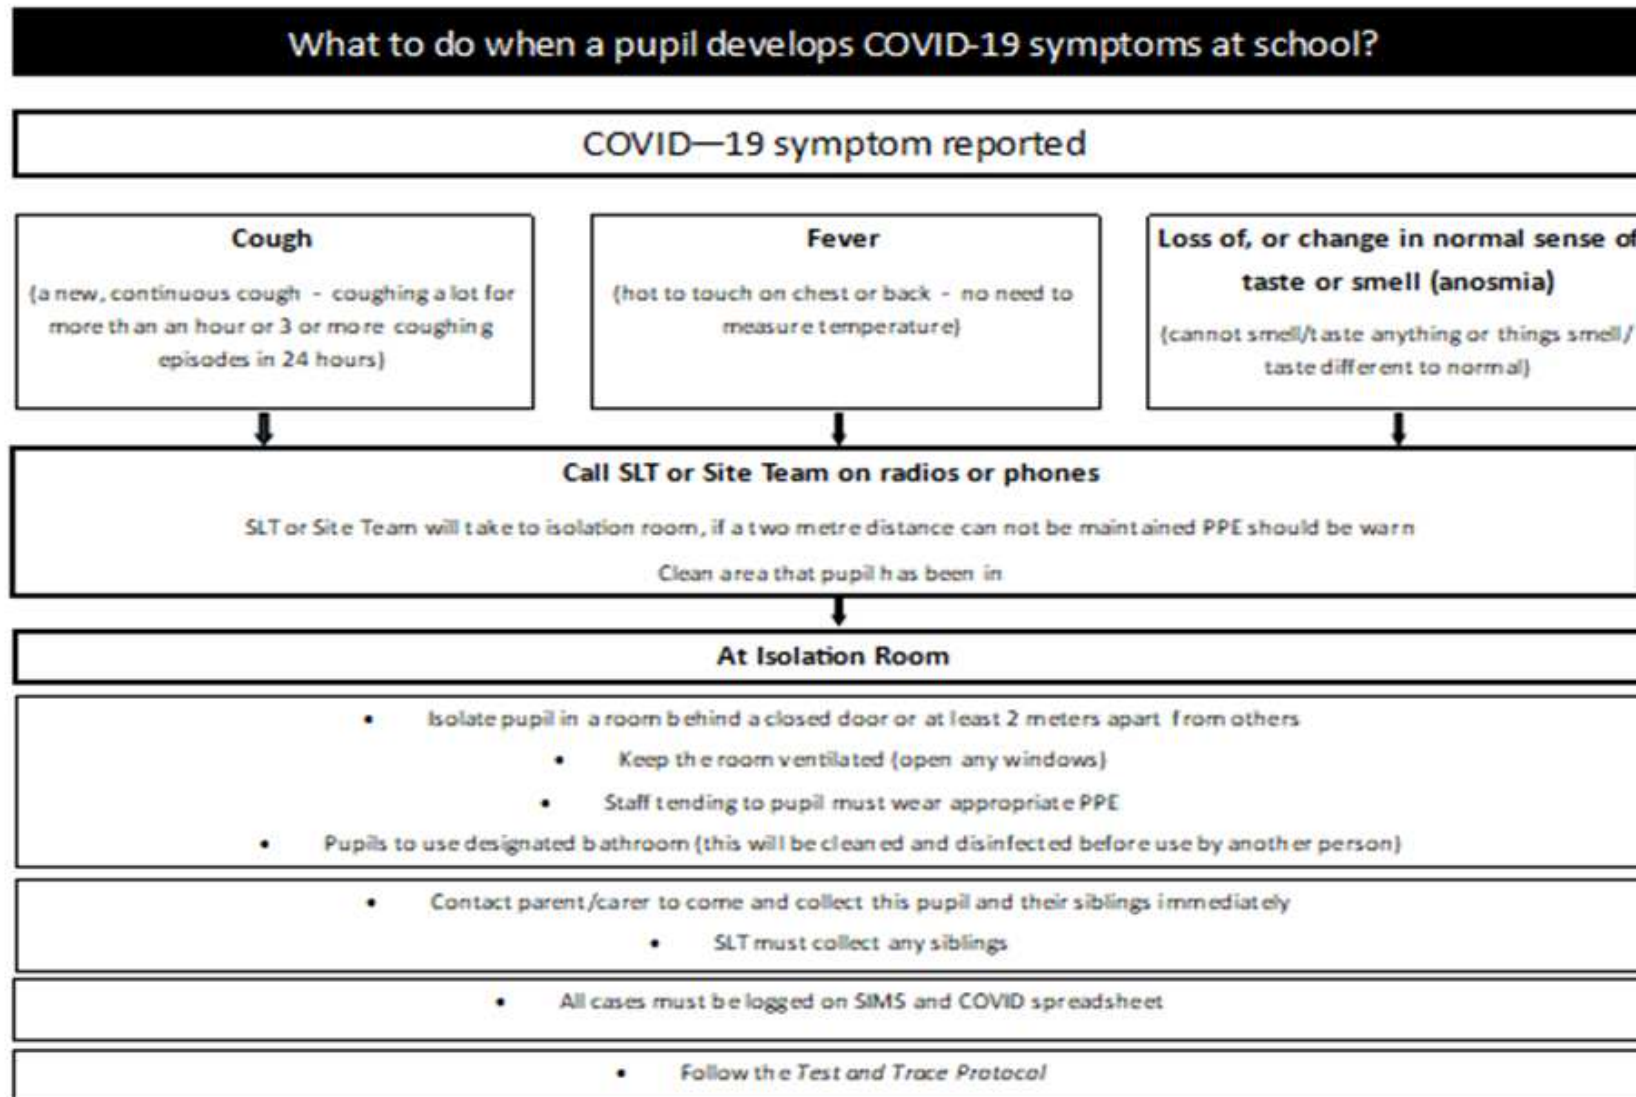 What to do when a pupil develops COVID-19 symptoms at school?
COVID—19 symptom reported
Cough
(a new, continuous cough - coughing a lot for
more than an hour or 3 or more coughing
episodes in 24 hours)
Fever
(hot to touch on chest or back - no need to
measure temperature)
Loss of, or change in normal sense of
taste or smell (anosmia)
(cannot smell/taste anything or things smell/
taste different to normal)
Call SLT or Site Team on radios or phones
SLT or Site Team will take to isolation room, if a two metre distance can not be maintained PPE should be warn
Clean area that pupil has been in
At Isolation Room
• Isolate pupil in a room behind a closed door or at least 2 meters apart from others
• Keep the room ventilated (open any windows)
• Staff tending to pupil must wear appropriate PPE
• Pupils to use designated bathroom (this will be cleaned and disinfected before use by another person)
• Contact parent/carer to come and collect this pupil and their siblings immediately
• SLT must collect any siblings
• All cases must be logged on SIMS and COVID spreadsheet
• Follow the Test and Trace Protocol